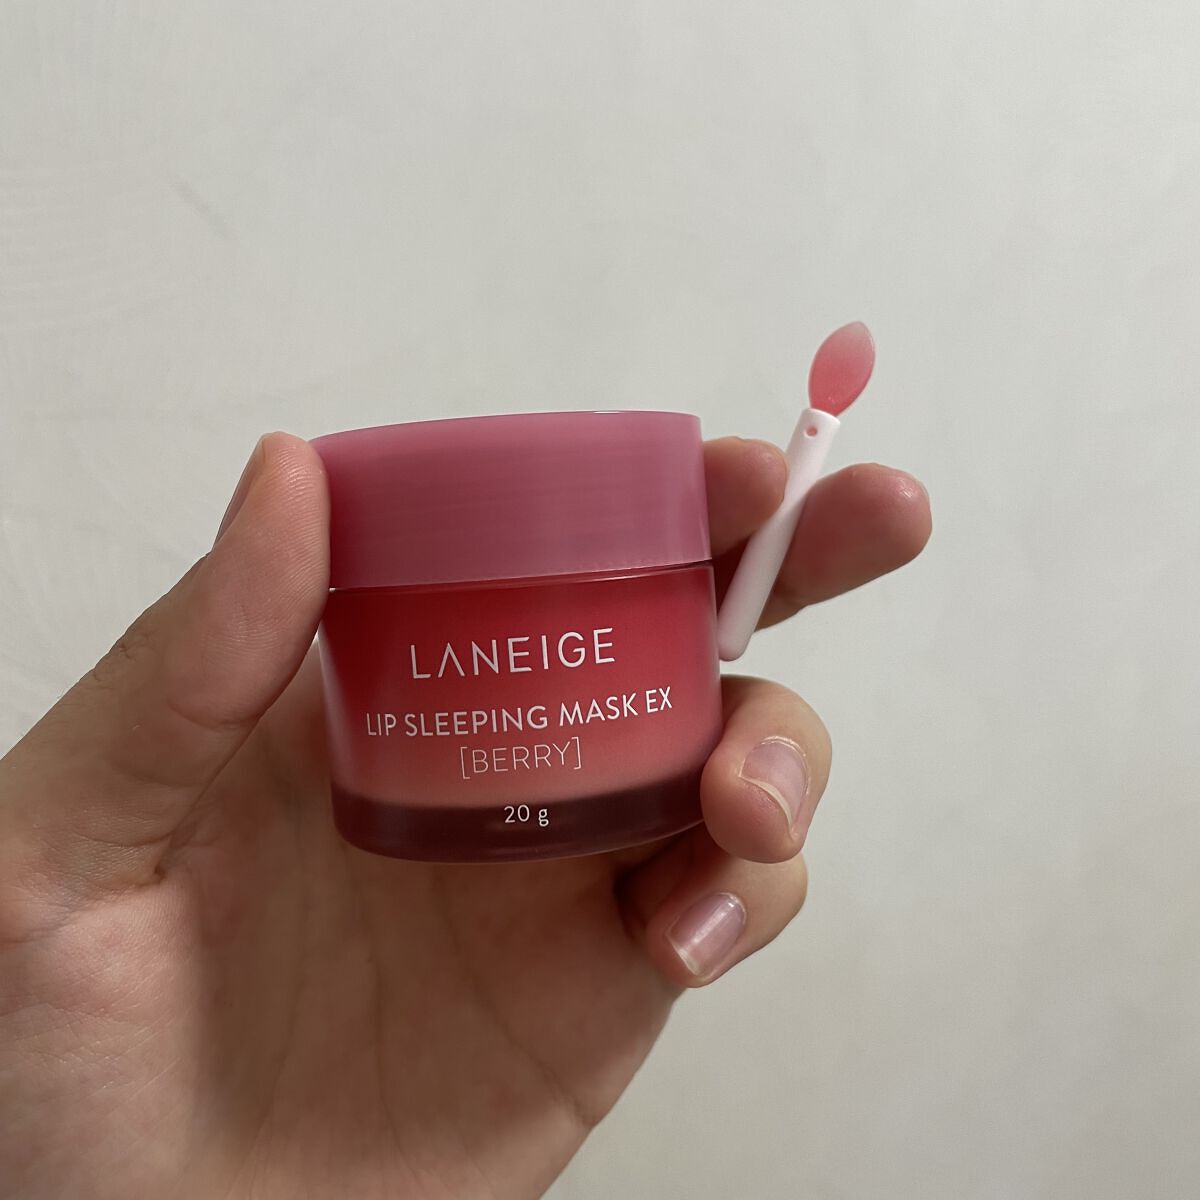 LANEIGE
LIP SLEEPING MASK EX
[BERRY]
20 g